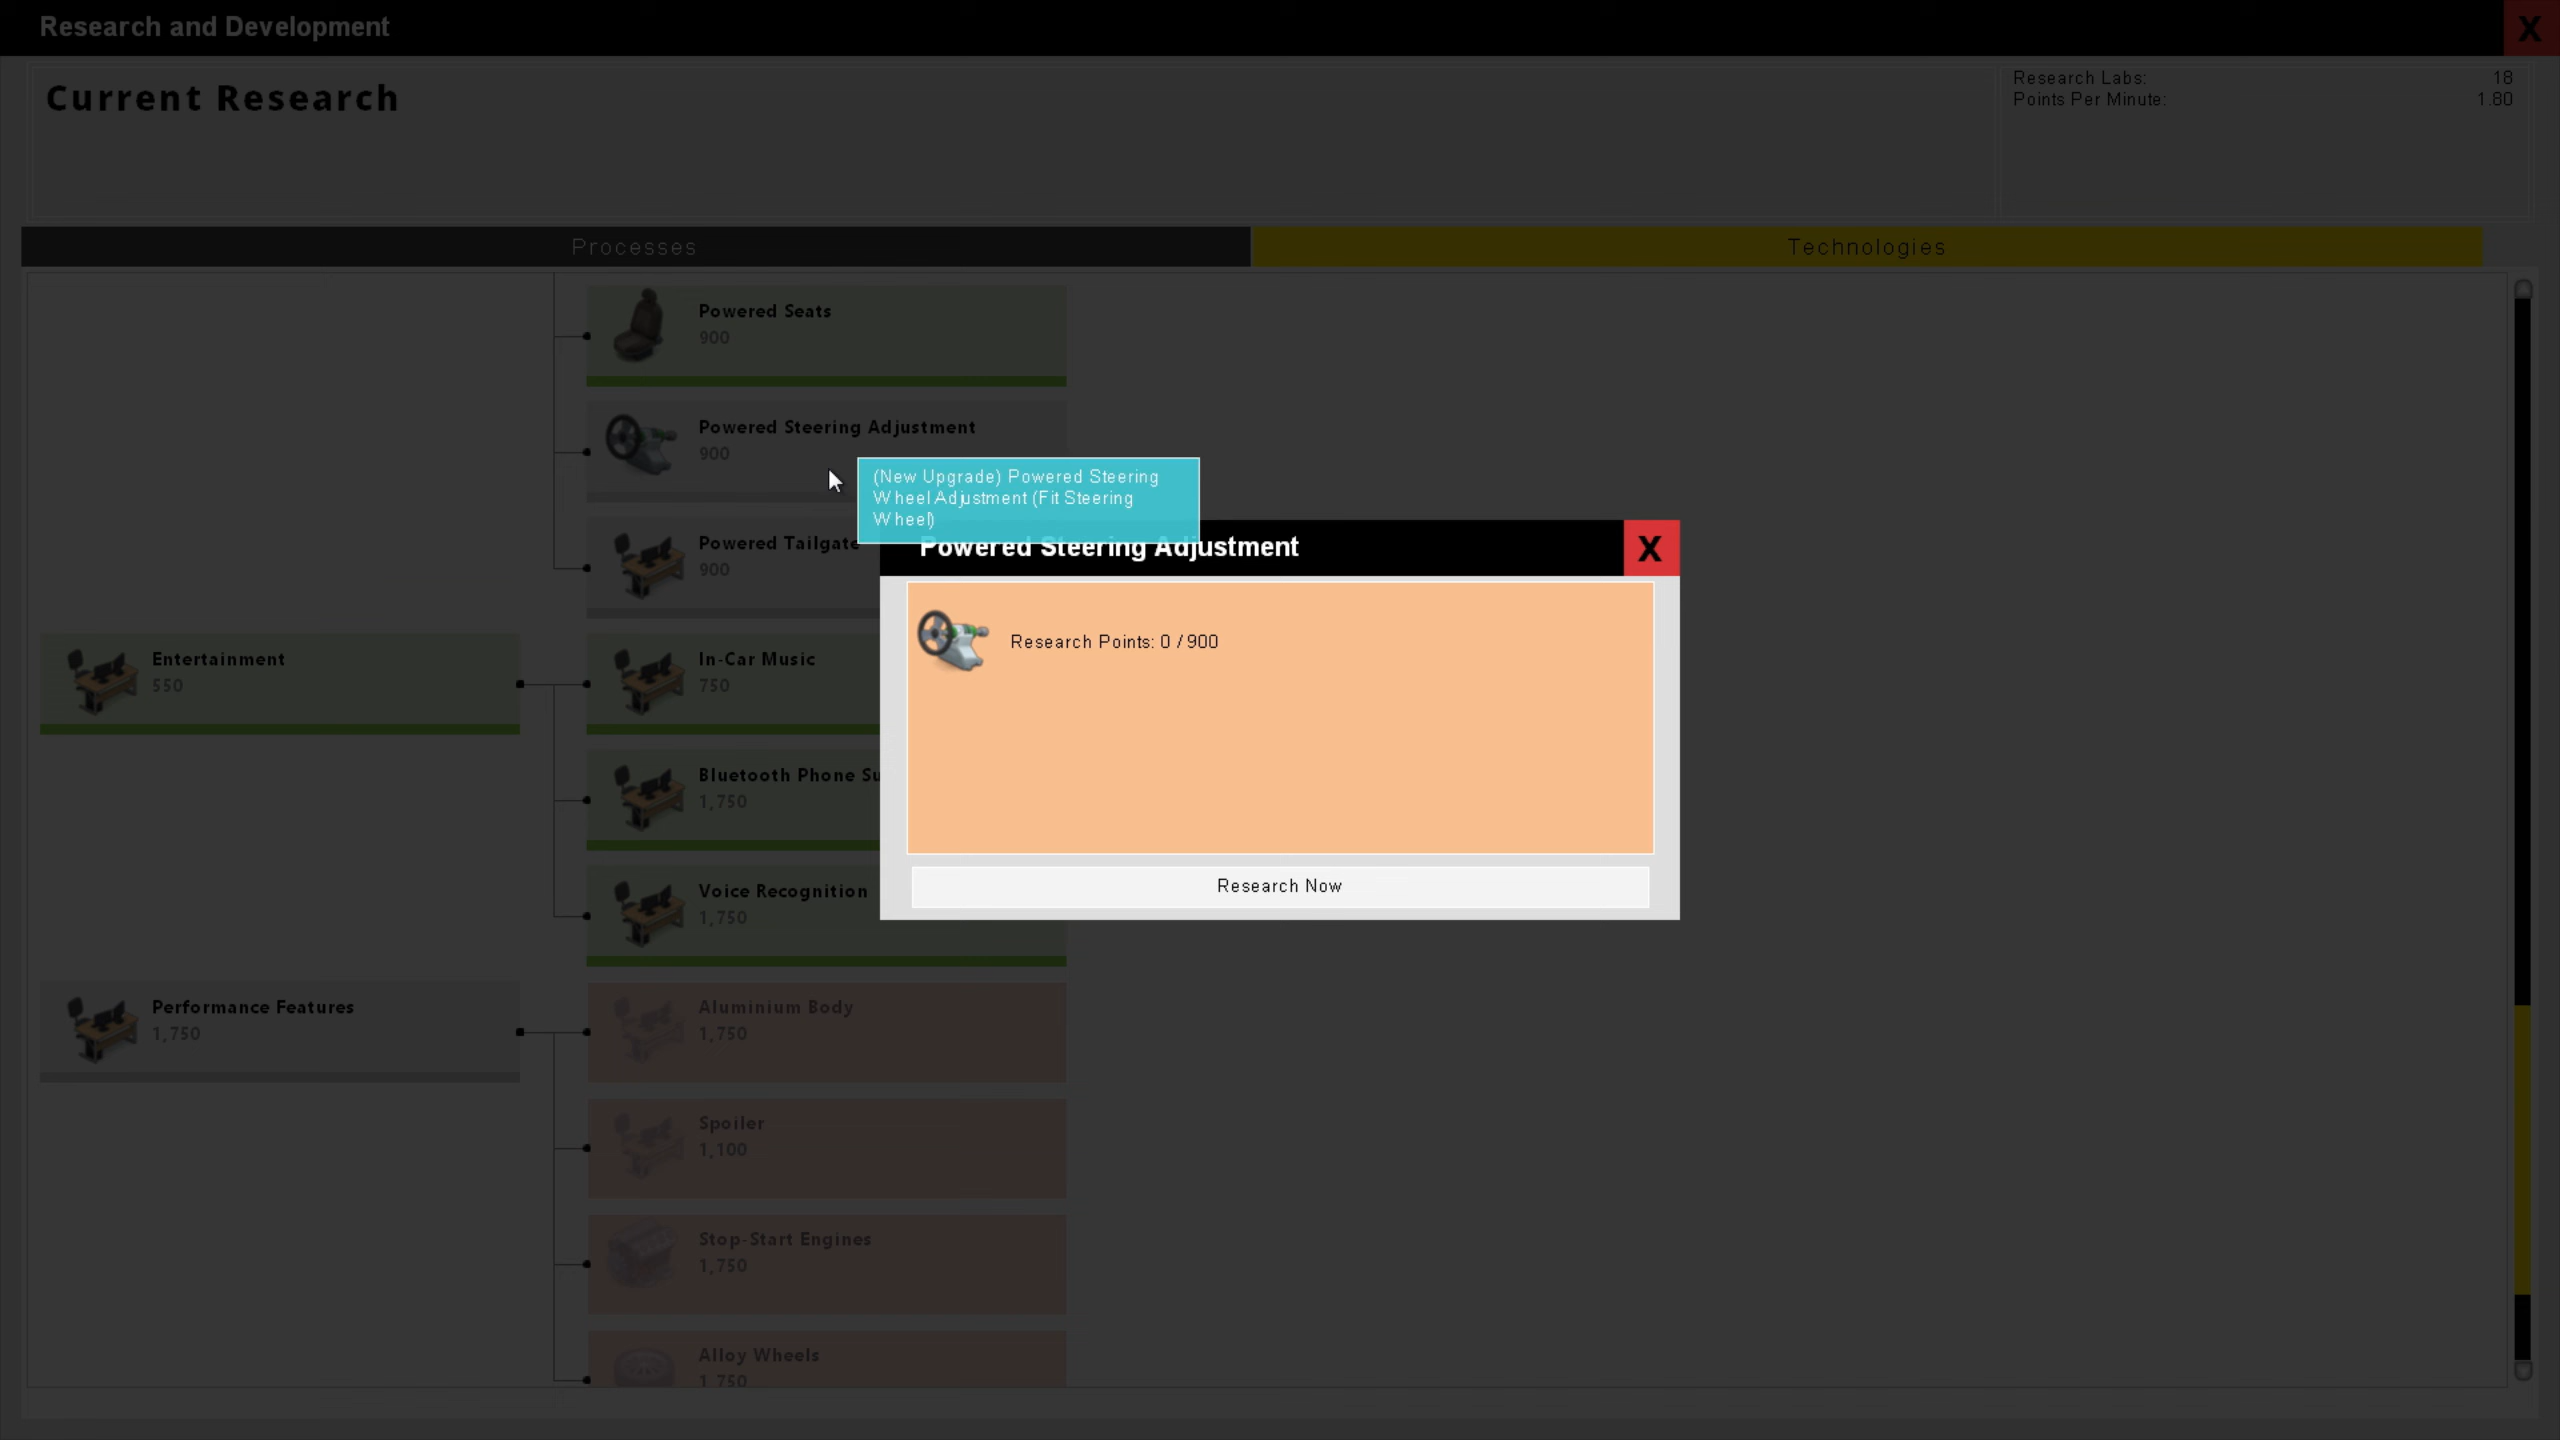 Research and Development
X
Current Research
Research Labs: 18
Points Per Minute: 1.80
Processes
Technologies
Powered Seats
900
Powered Steering Adjustment
900
(New Upgrade) Powered Steering
Wheel Adjustment (Fit Steering
Wheel)
Powered Tailgate
900
Powered Steering Adjustment
X
Research Points: 0 / 900
Research Now
Entertainment
550
In-Car Music
750
Bluetooth Phone Su
1,750
Voice Recognition
1,750
Performance Features
1,750
Aluminium Body
1,750
Spoiler
1,100
Stop-Start Engines
1,750
Alloy Wheels
1,750